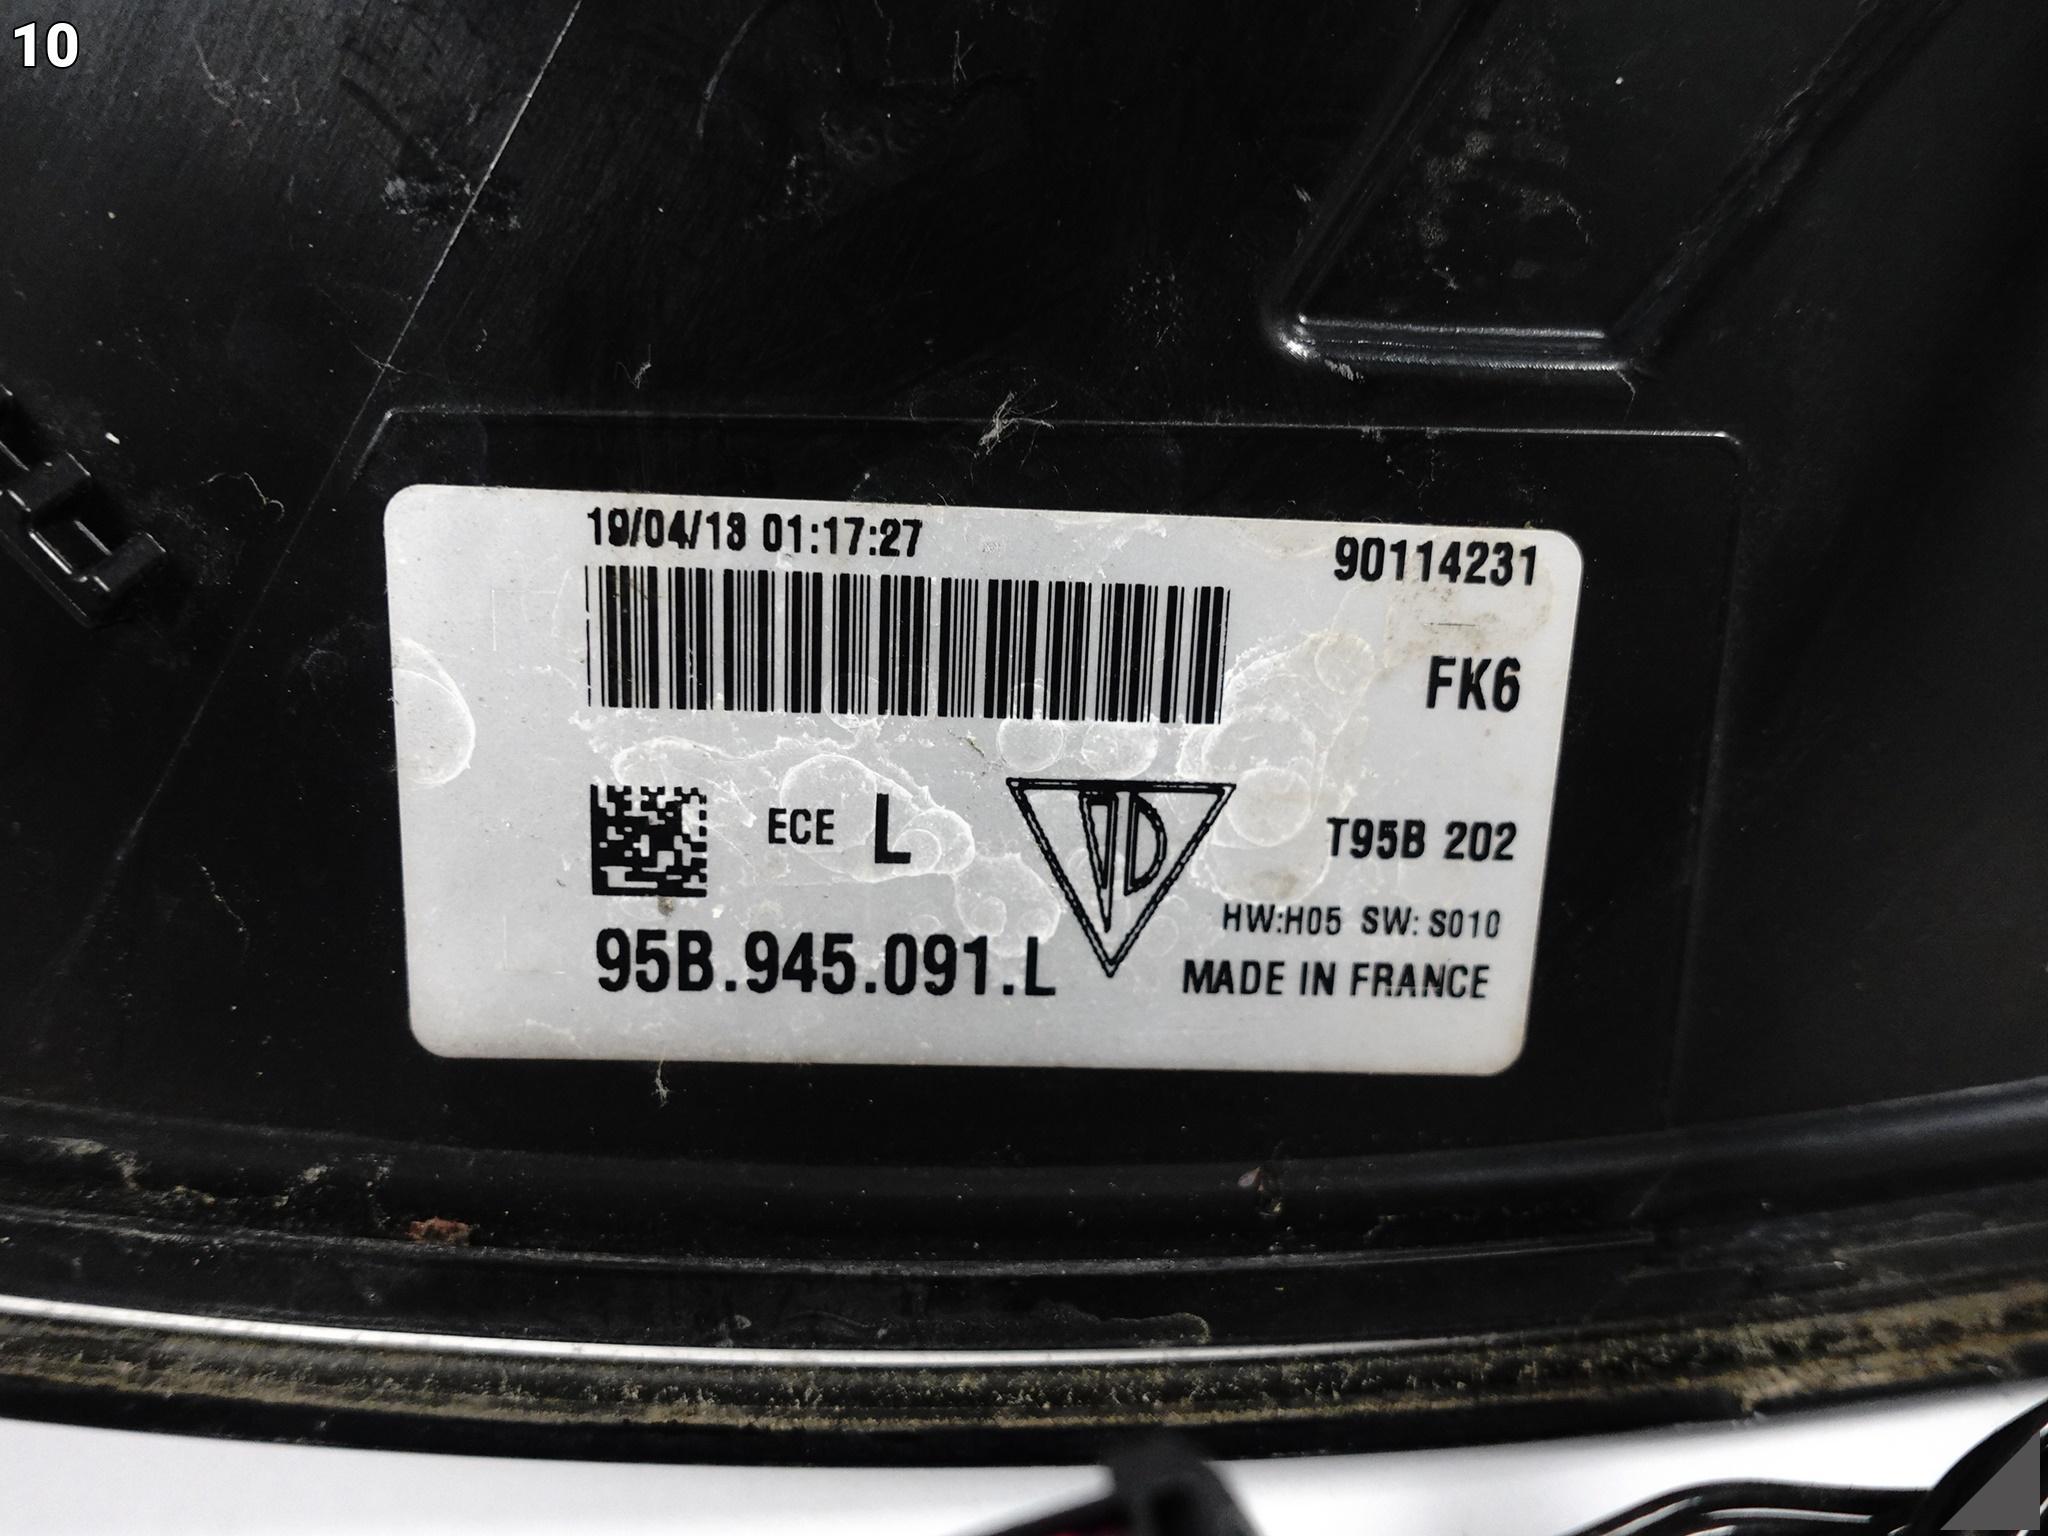 10
19/04/13 01:17:27
90114231
FK6
ECE L
T95B 202
HW:H05 SW: S010
95B.945.091.L
MADE IN FRANCE